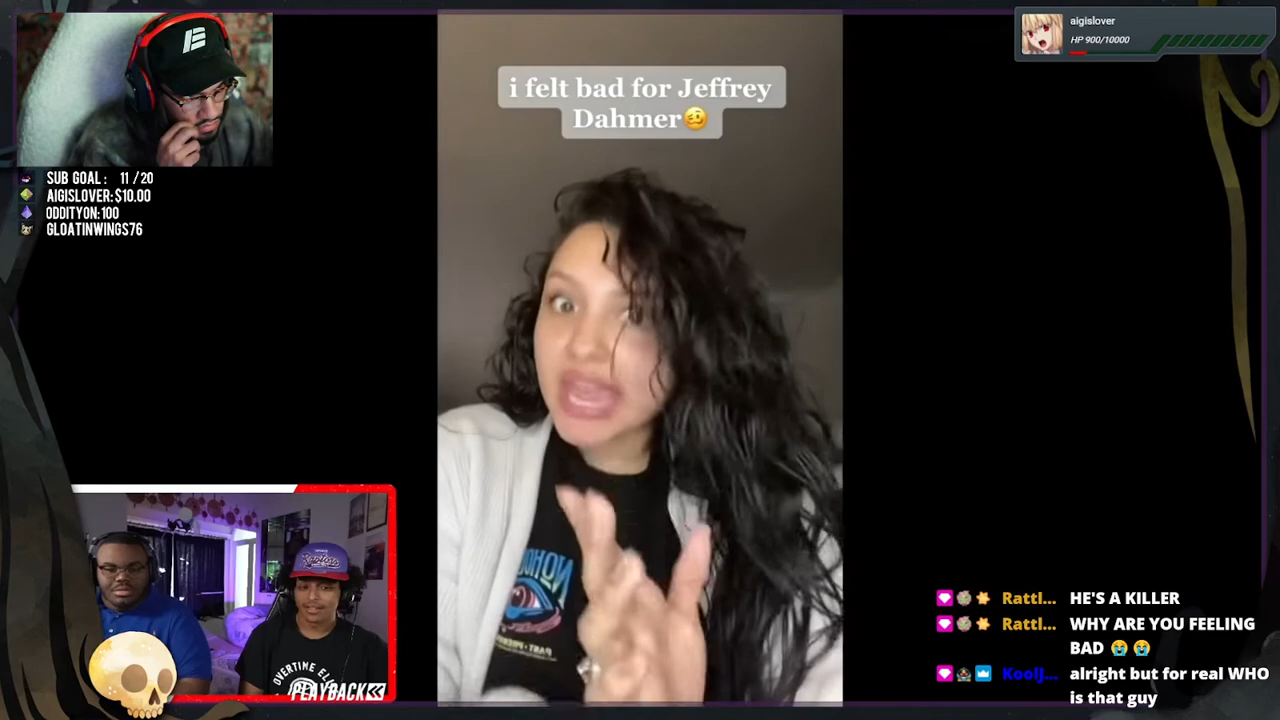 aigislover
HP 900/10000
i felt bad for Jeffrey
Dahmer🥴
SUB GOAL: 11 /20
AIGISLOVER:$10.00
ODDITYON:100
GLOATINWINGS76
Rattl... HE'S A KILLER
Rattl... WHY ARE YOU FEELING
BAD 😭 😭
KoolJ... alright but for real WHO
is that guy
PLAYBACK